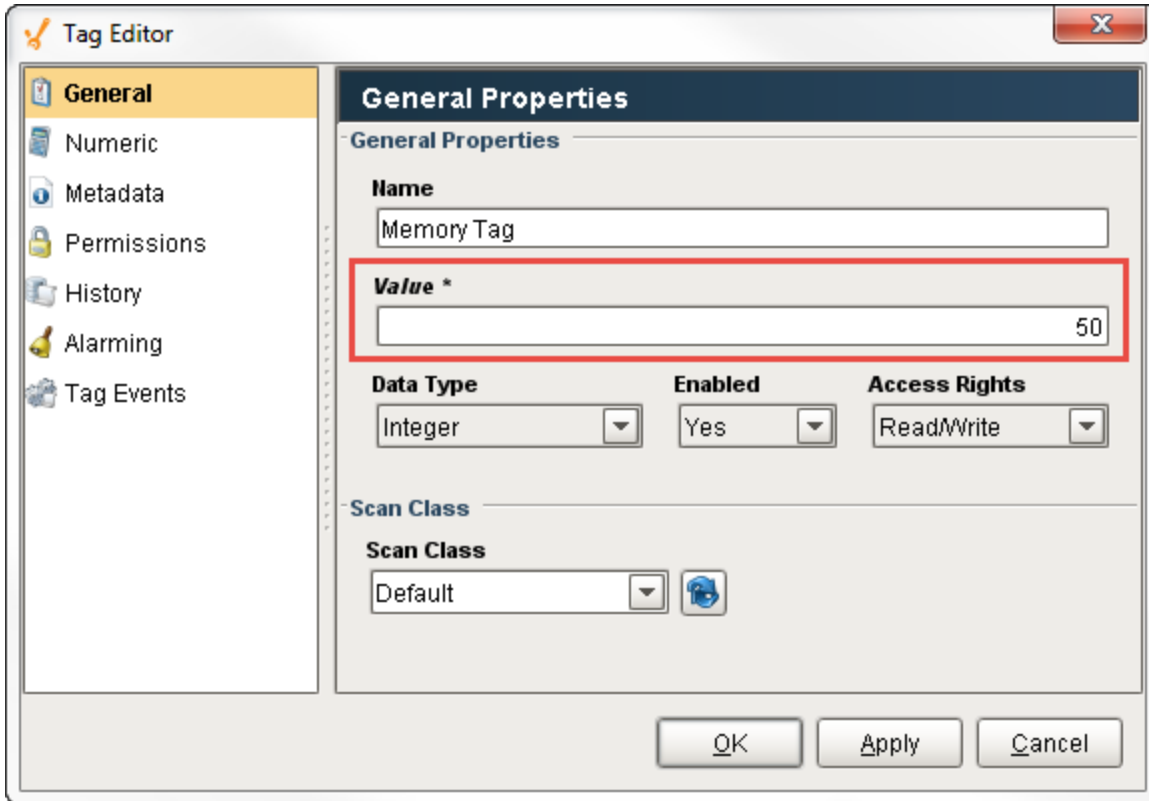 Tag Editor
General
Numeric
Metadata
Permissions
History
Alarming
Tag Events
General Properties
General Properties
Name
Memory Tag
Value *
50
Data Type Enabled Access Rights
Integer Yes Read/Write
Scan Class
Scan Class
Default
OK Apply Cancel